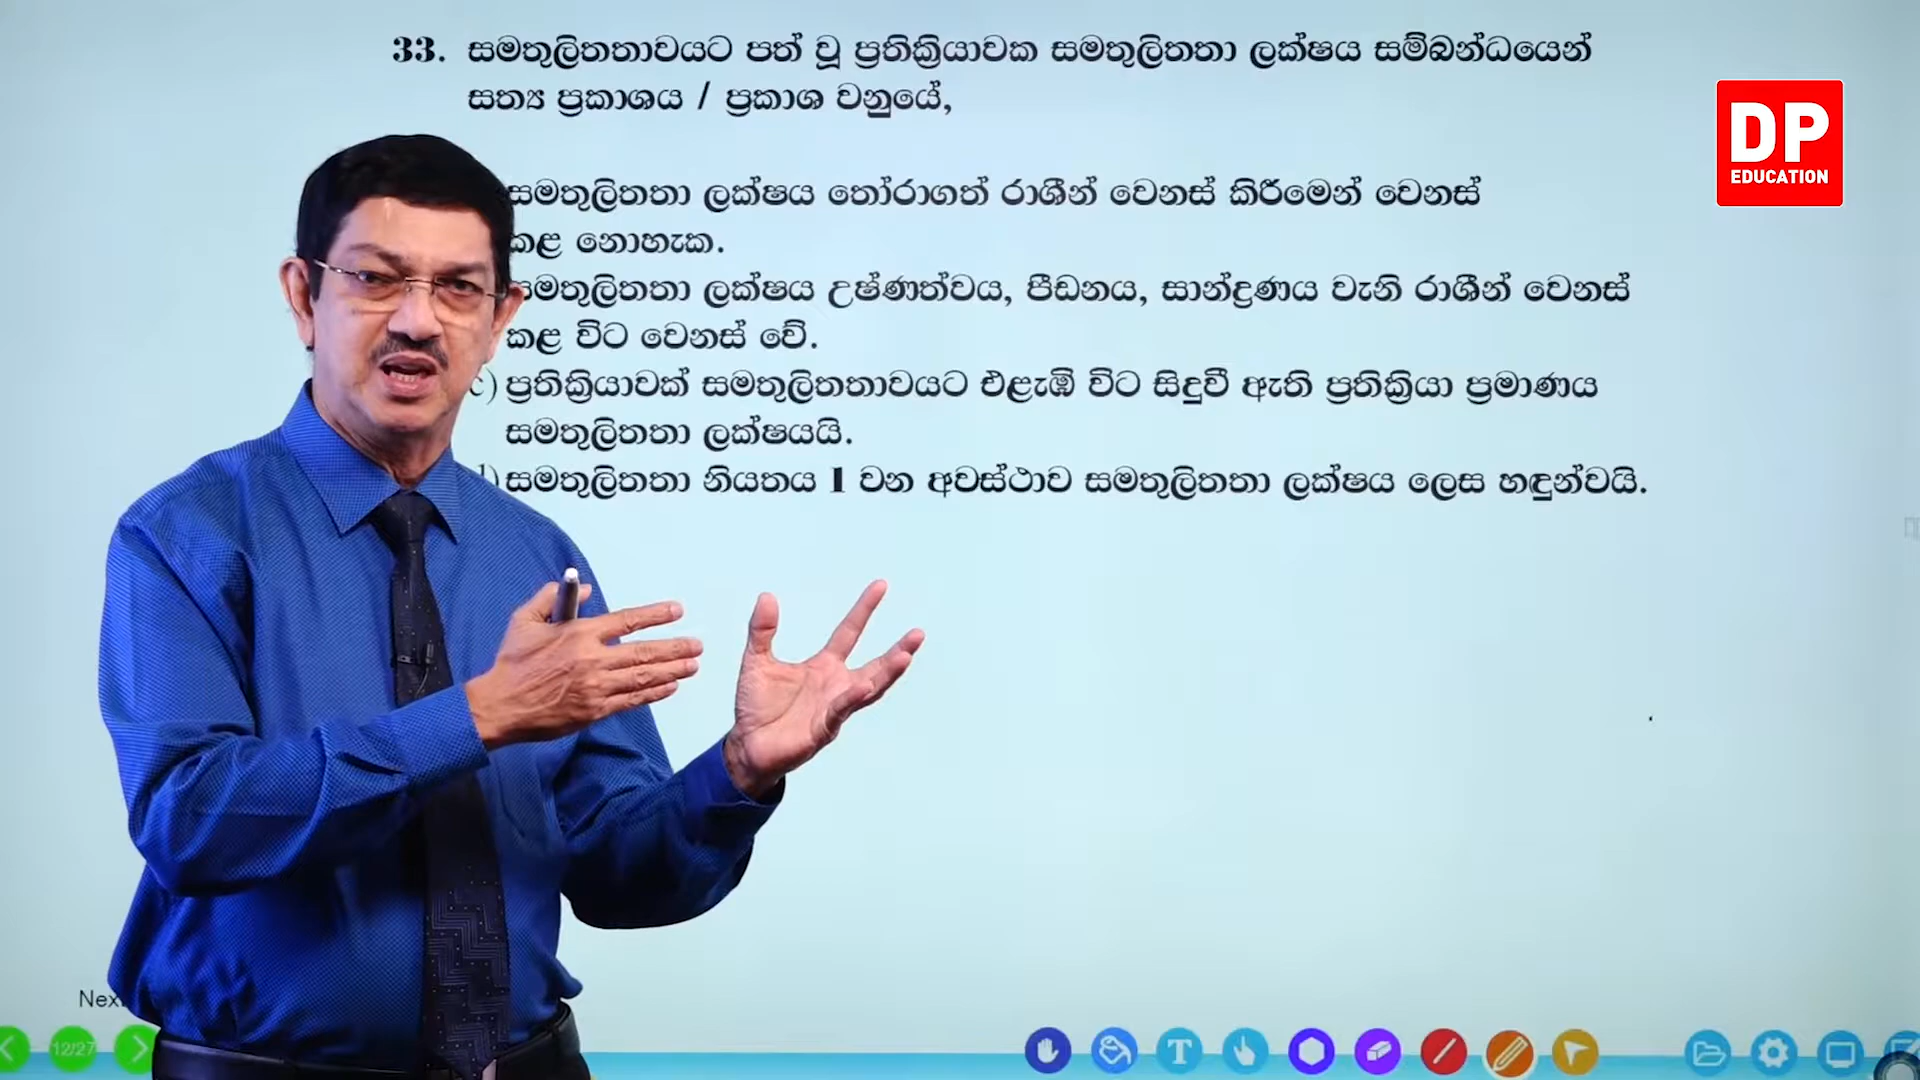 33. සමතුලිතතාවයට පත් වූ ප්‍රතික්‍රියාවක සමතුලිතතා ලක්ෂය සම්බන්ධයෙන්
සත්‍ය ප්‍රකාශය / ප්‍රකාශ වනුයේ,
DP
EDUCATION
සමතුලිතතා ලක්ෂය තෝරාගත් රාශීන් වෙනස් කිරීමෙන් වෙනස්
කළ නොහැක.
සමතුලිතතා ලක්ෂය උෂ්ණත්වය, පීඩනය, සාන්ද්‍රණය වැනි රාශීන් වෙනස්
කළ විට වෙනස් වේ.
c) ප්‍රතික්‍රියාවක් සමතුලිතතාවයට එළැඹි විට සිදුවී ඇති ප්‍රතික්‍රියා ප්‍රමාණය
සමතුලිතතා ලක්ෂයයි.
සමතුලිතතා නියතය 1 වන අවස්ථාව සමතුලිතතා ලක්ෂය ලෙස හඳුන්වයි.
12/27
T